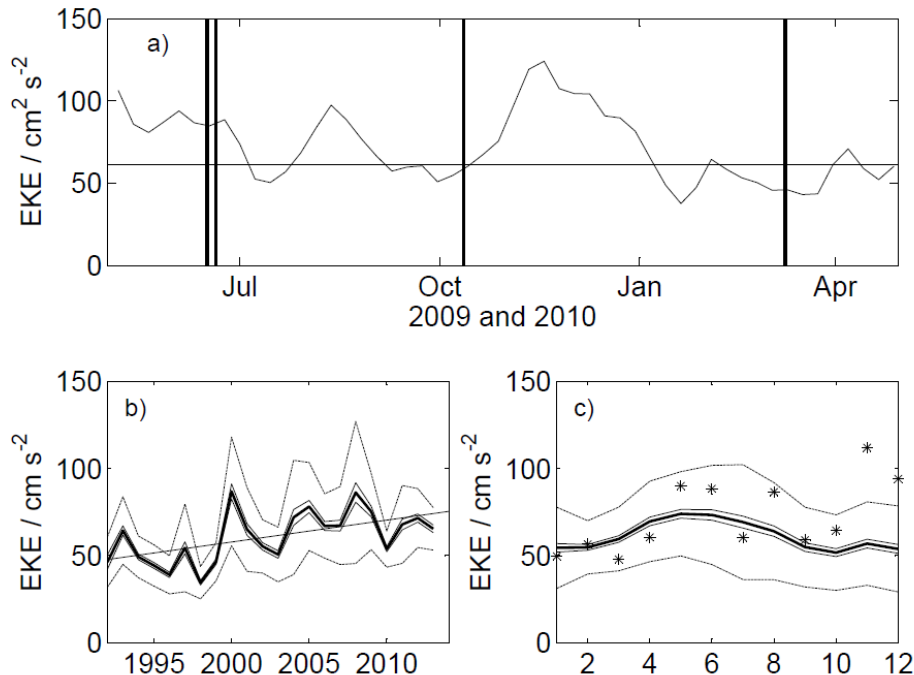 150
a)
100
50
0
EKE / cm² s⁻²
Jul Oct Jan Apr
2009 and 2010
150
b)
100
50
0
EKE / cm s⁻²
1995 2000 2005 2010
150
c)
100
50
0
EKE / cm s⁻²
2 4 6 8 10 12